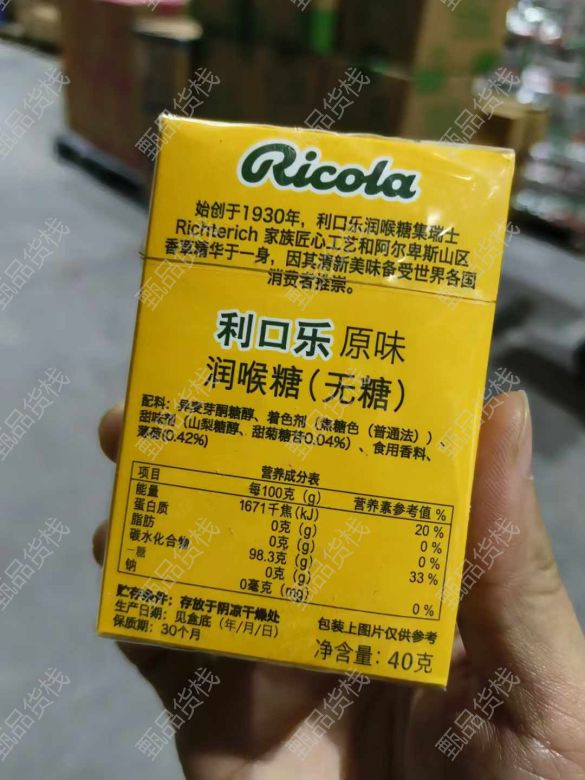 Ricola
始创于1930年，利口乐润喉糖集瑞士
Richterich 家族匠心工艺和阿尔卑斯山区
香草精华于一身，因其清新美味备受世界各国
消费者推崇。
利口乐 原味
润喉糖（无糖）
配料：异麦芽酮糖醇、着色剂（焦糖色（普通法））、
甜味剂（山梨糖醇、甜菊糖苷0.04%）、食用香料、
薄荷(0.42%)
营养成分表
项目 每100克（g） 营养素参考值 %
能量 1671千焦(kJ) 20 %
蛋白质 0克（g） 0 %
脂肪 0克（g） 0 %
碳水化合物 98.3克（g） 33 %
－糖 0克（g）
钠 0毫克（mg） 0 %
贮存条件：存放于阴凉干燥处
生产日期：见盒底（年/月/日）
保质期：30个月
包装上图片仅供参考
净含量：40克
甄品货栈